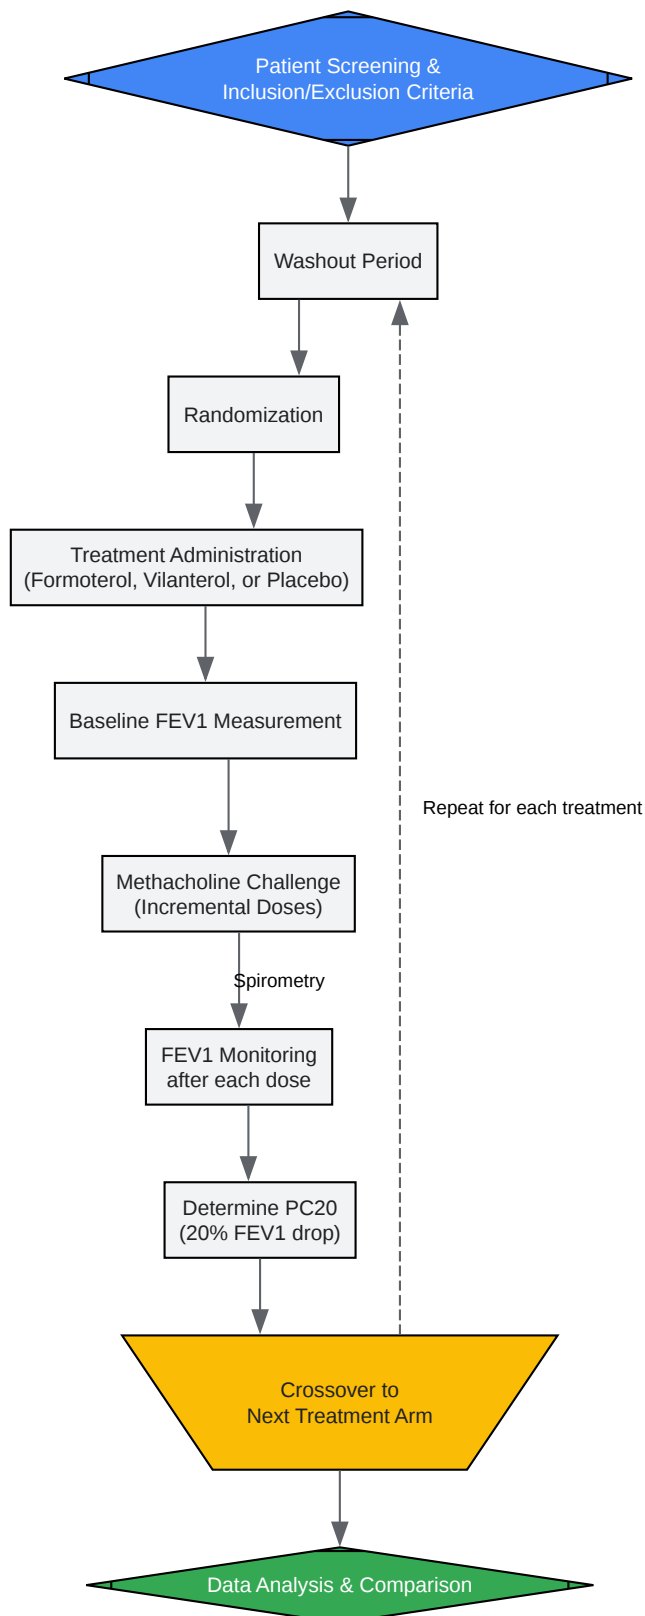 Patient Screening &
Inclusion/Exclusion Criteria
Washout Period
Randomization
Treatment Administration
(Formoterol, Vilanterol, or Placebo)
Baseline FEV1 Measurement
Repeat for each treatment
Methacholine Challenge
(Incremental Doses)
Spirometry
FEV1 Monitoring
after each dose
Determine PC20
(20% FEV1 drop)
Crossover to
Next Treatment Arm
Data Analysis & Comparison